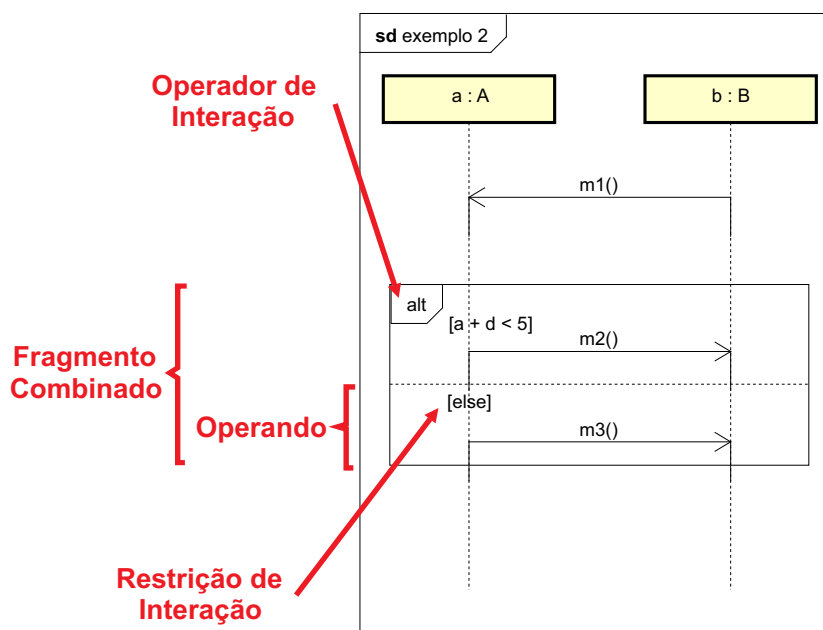 sd exemplo 2
Operador de
Interação
a : A
b : B
m1()
alt
[a + d < 5]
m2()
Fragmento
Combinado
[else]
Operando
m3()
Restrição de
Interação